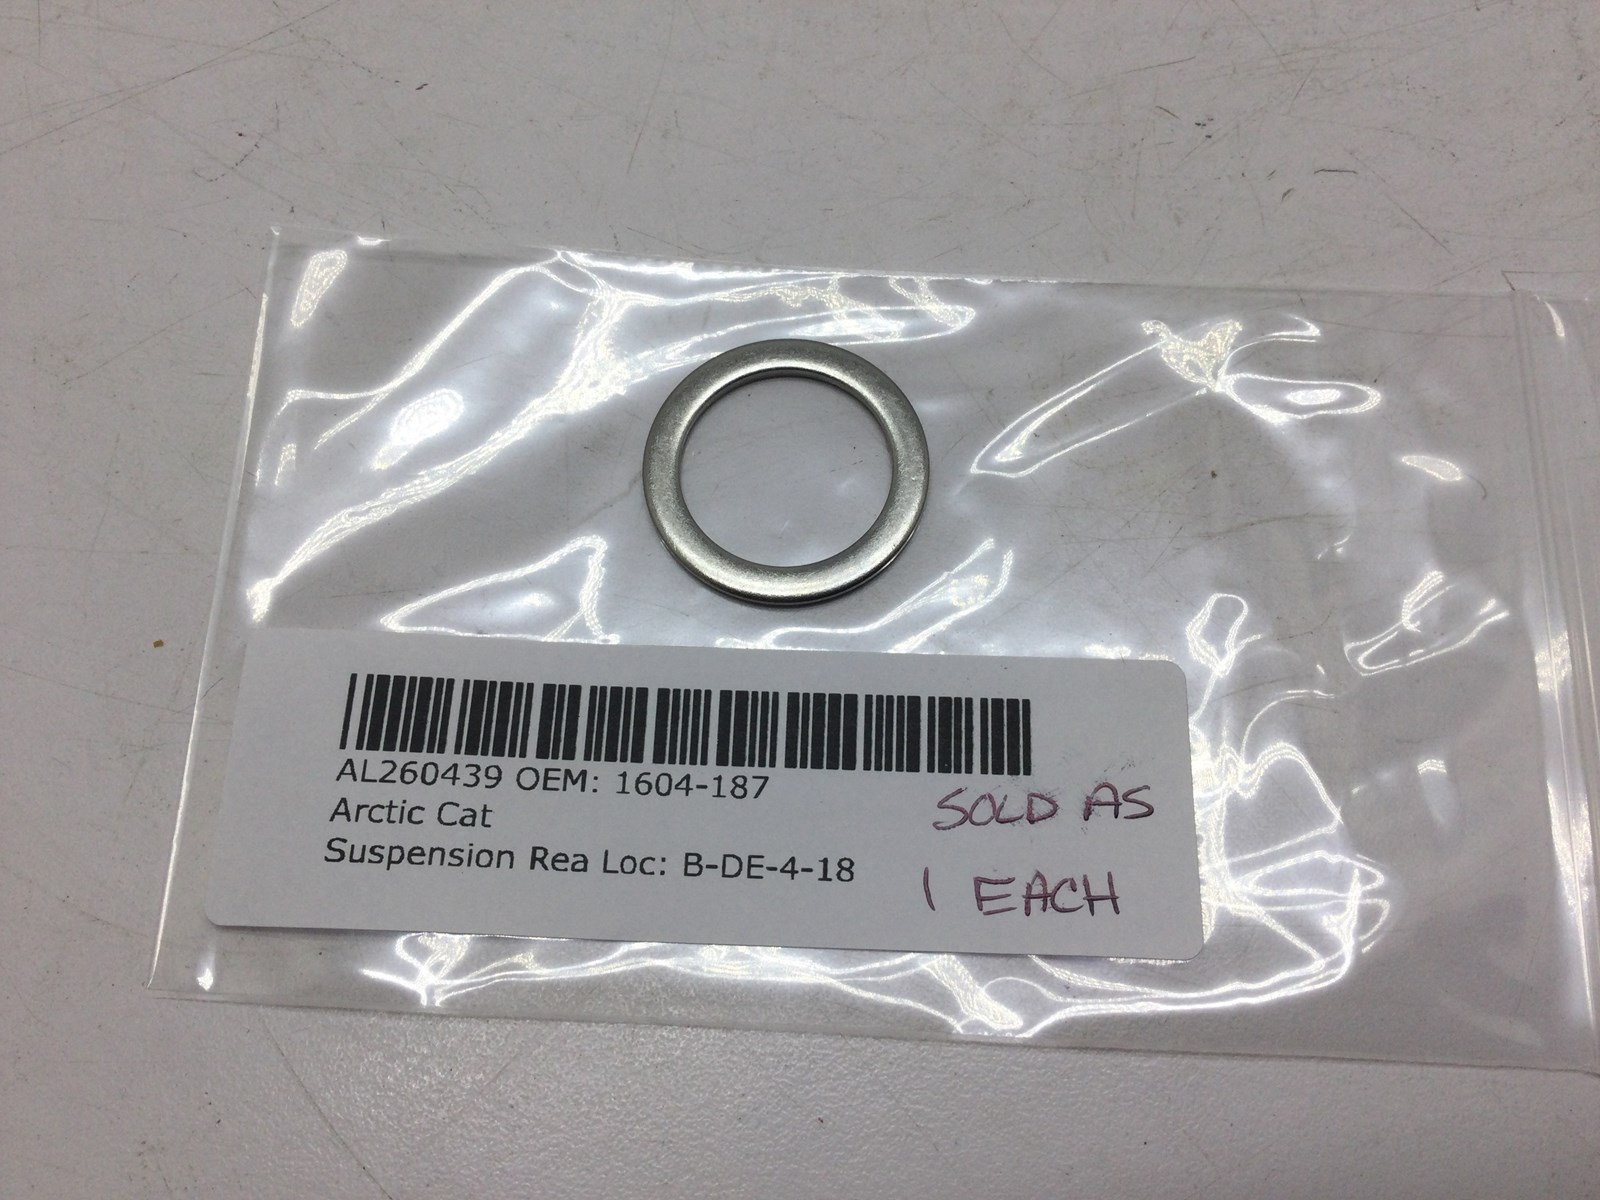 AL260439 OEM: 1604-187
Arctic Cat
Suspension Rea Loc: B-DE-4-18
SOLD AS
1 EACH